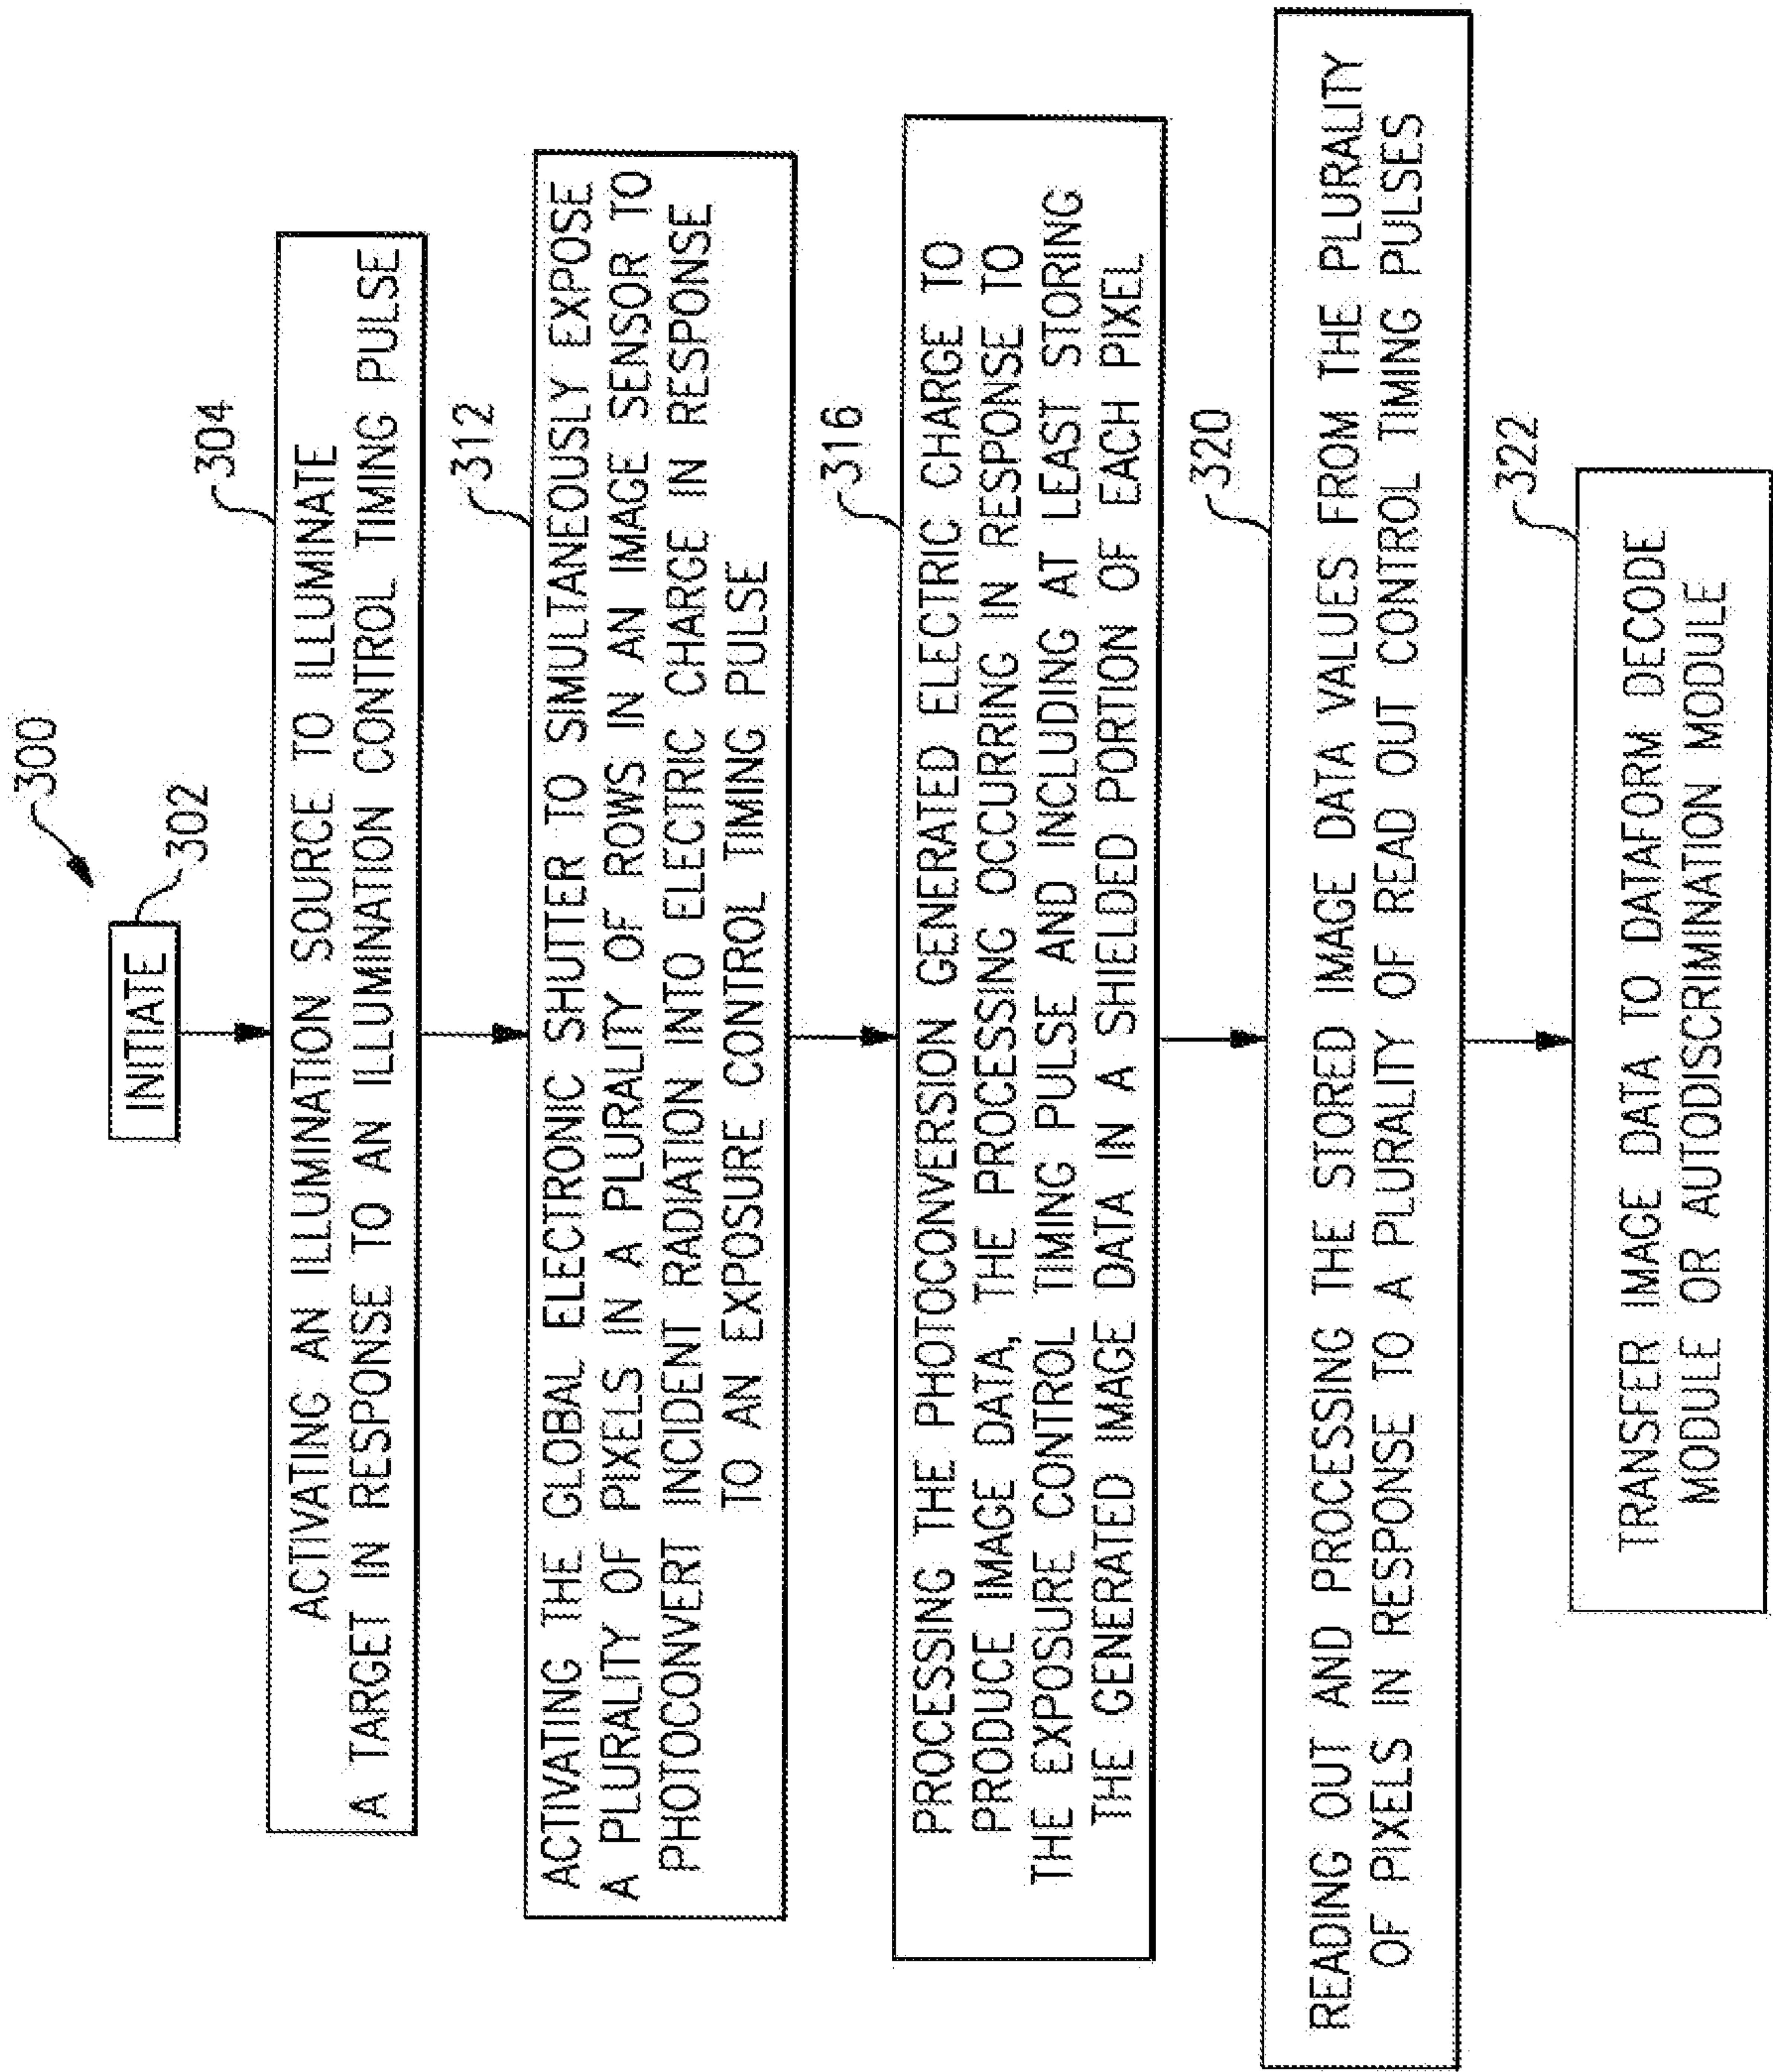 300
INITIATE
302
304
ACTIVATING AN ILLUMINATION SOURCE TO ILLUMINATE
A TARGET IN RESPONSE TO AN ILLUMINATION CONTROL TIMING PULSE
312
ACTIVATING THE GLOBAL ELECTRONIC SHUTTER TO SIMULTANEOUSLY EXPOSE
A PLURALITY OF PIXELS IN A PLURALITY OF ROWS IN AN IMAGE SENSOR TO
PHOTOCONVERT INCIDENT RADIATION INTO ELECTRIC CHARGE IN RESPONSE
TO AN EXPOSURE CONTROL TIMING PULSE
316
PROCESSING THE PHOTOCONVERSION GENERATED ELECTRIC CHARGE TO
PRODUCE IMAGE DATA, THE PROCESSING OCCURRING IN RESPONSE TO
THE EXPOSURE CONTROL TIMING PULSE AND INCLUDING AT LEAST STORING
THE GENERATED IMAGE DATA IN A SHIELDED PORTION OF EACH PIXEL
320
READING OUT AND PROCESSING THE STORED IMAGE DATA VALUES FROM THE PLURALITY
OF PIXELS IN RESPONSE TO A PLURALITY OF READ OUT CONTROL TIMING PULSES
322
TRANSFER IMAGE DATA TO DATAFORM DECODE
MODULE OR AUTODISCRIMINATION MODULE